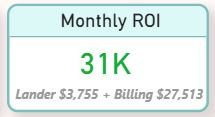 Monthly ROI
31K
Lander $3,755 + Billing $27,513